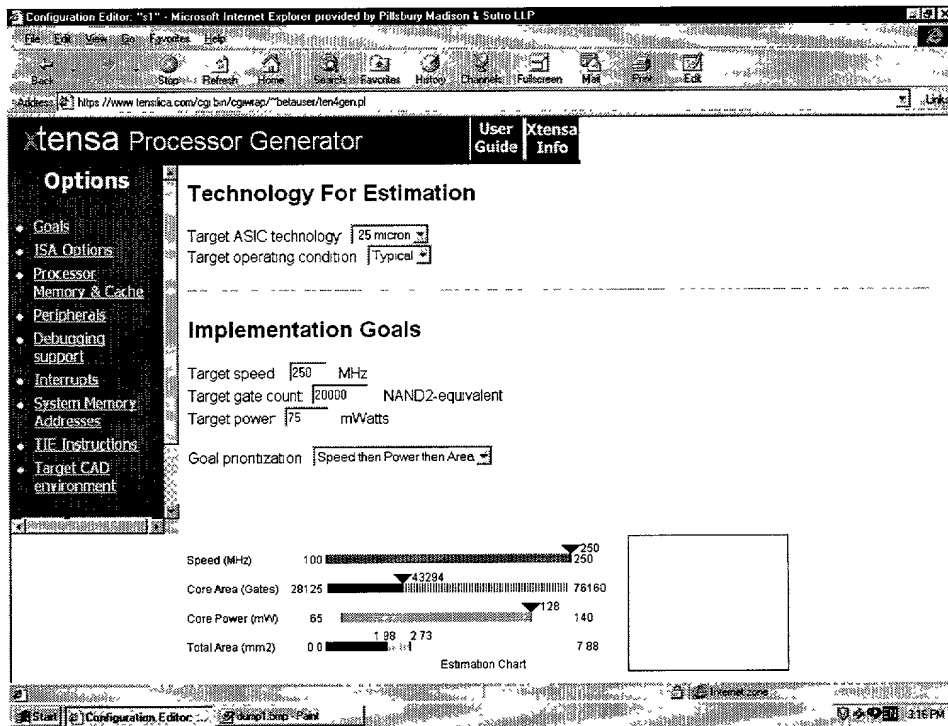 Configuration Editor: "s1" - Microsoft Internet Explorer provided by Pillsbury Madison & Sutro LLP
File Edit View Go Favorites Help
Back Stop Refresh Home Search Favorites History Channels Fullscreen Mail Print Edit
Address https://www.tensilica.com/cgi-bin/cgiwrap/~betauser/ten4gen.pl Links
xtensa Processor Generator
User Guide
Xtensa Info
Options
Goals
ISA Options
Processor
Memory & Cache
Peripherals
Debugging
support
Interrupts
System Memory
Addresses
TIE Instructions
Target CAD
environment
Technology For Estimation
Target ASIC technology 25 micron
Target operating condition Typical
Implementation Goals
Target speed 250 MHz
Target gate count: 20000 NAND2-equivalent
Target power 75 mWatts
Goal prioritization Speed then Power then Area
Speed (MHz) 100 250 250
Core Area (Gates) 28125 43294 76160
Core Power (mW) 65 128 140
Total Area (mm2) 0 0 1 98 2 73 7 88
Estimation Chart
Internet zone
Start Configuration Editor: ... dump1.bmp - Paint 3:16 PM